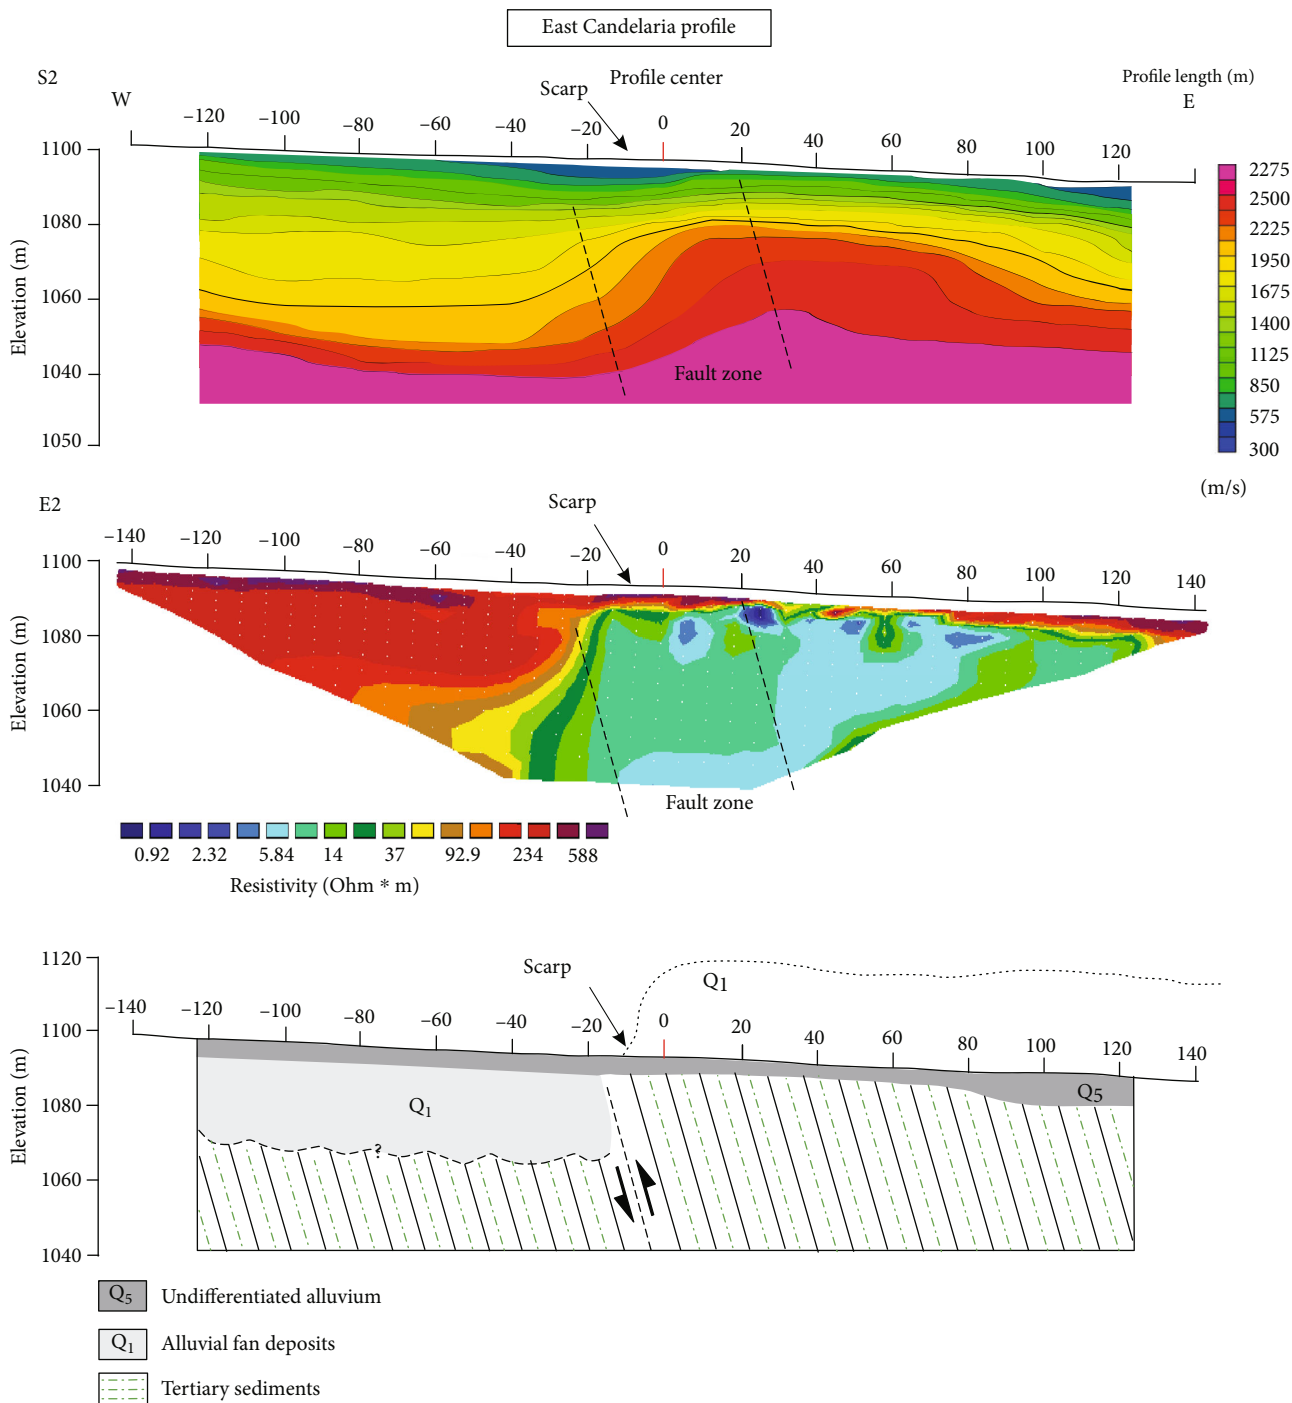 East Candelaria profile
S2
Profile center
Profile length (m)
Scarp
W
E
–120 –100 –80 –60 –40 –20 0 20 40 60 80 100 120
1100
1080
1060
1040
1050
Elevation (m)
Fault zone
2275
2500
2225
1950
1675
1400
1125
850
575
300
(m/s)
E2
Scarp
–140 –120 –100 –80 –60 –40 –20 0 20 40 60 80 100 120 140
1100
1080
1060
1040
Elevation (m)
Fault zone
0.92 2.32 5.84 14 37 92.9 234 588
Resistivity (Ohm * m)
1120
1100
1080
1060
1040
Elevation (m)
Scarp
Q1
–140 –120 –100 –80 –60 –40 –20 0 20 40 60 80 100 120 140
Q1
Q5
?
Q5 Undifferentiated alluvium
Q1 Alluvial fan deposits
Tertiary sediments